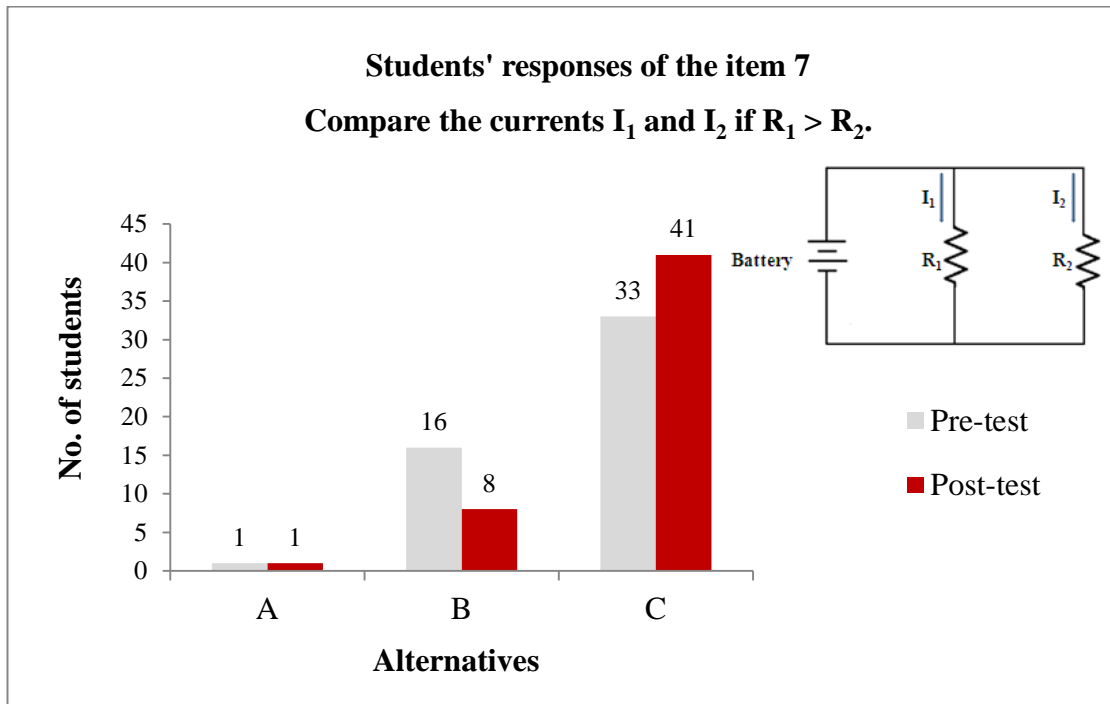 Students' responses of the item 7
Compare the currents I₁ and I₂ if R₁ > R₂.
I₁
I₂
Battery
R₁
R₂
No. of students
45
40
35
30
25
20
15
10
5
0
1
1
16
8
33
41
A
B
C
Alternatives
Pre-test
Post-test